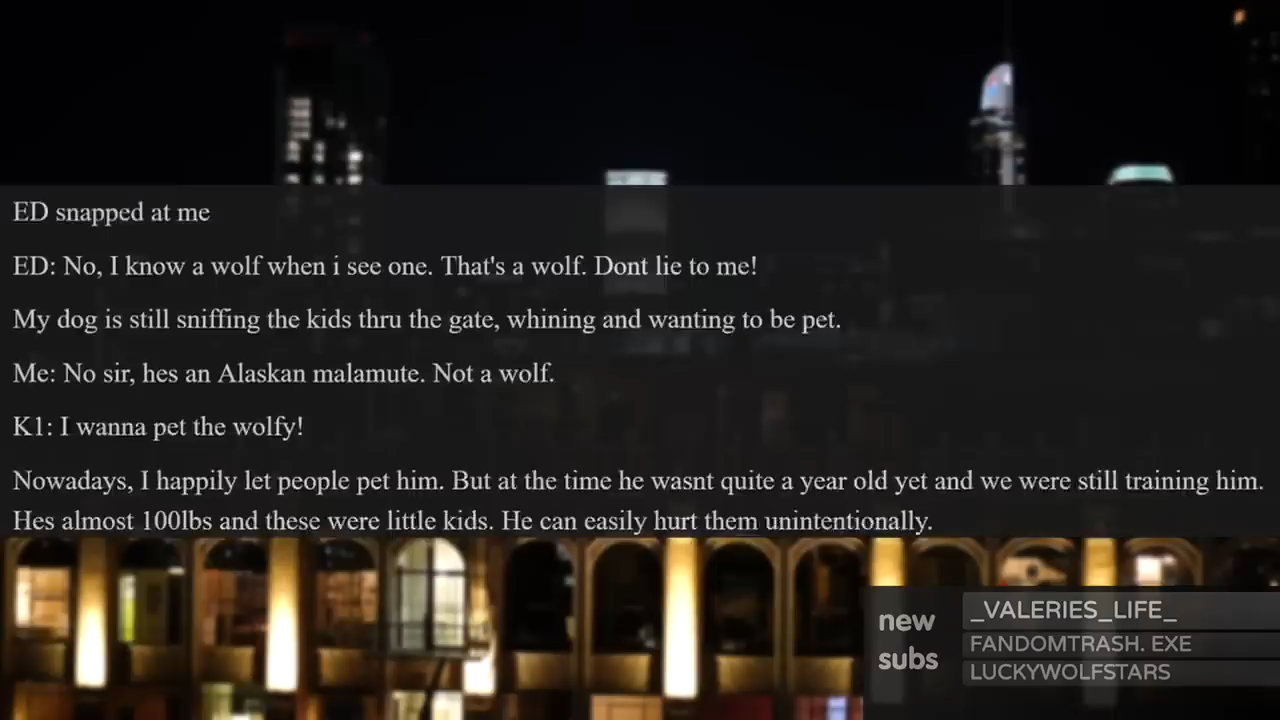 ED snapped at me
ED: No, I know a wolf when i see one. That's a wolf. Dont lie to me!
My dog is still sniffing the kids thru the gate, whining and wanting to be pet.
Me: No sir, hes an Alaskan malamute. Not a wolf.
K1: I wanna pet the wolfy!
Nowadays, I happily let people pet him. But at the time he wasnt quite a year old yet and we were still training him.
Hes almost 100lbs and these were little kids. He can easily hurt them unintentionally.
new
subs
_VALERIES_LIFE_
FANDOMTRASH. EXE
LUCKYWOLFSTARS